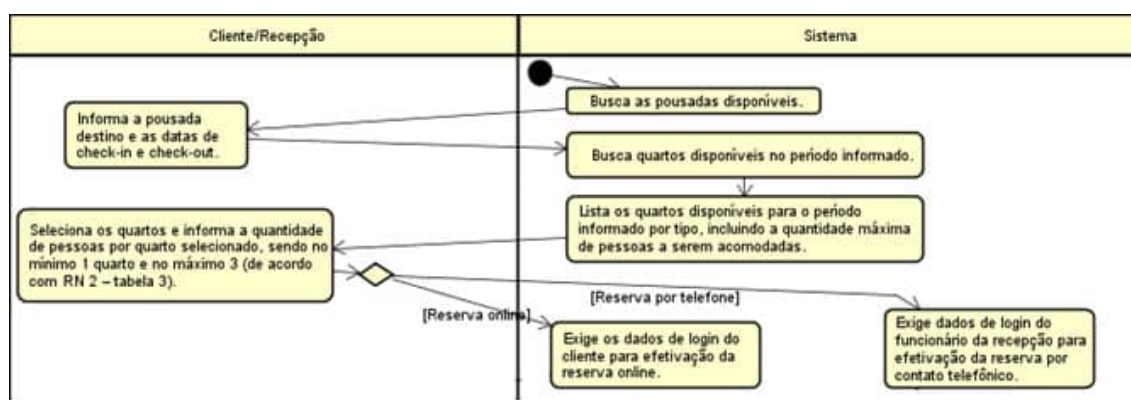 Cliente/Recepção
Sistema
Busca as pousadas disponíveis.
Informa a pousada
destino e as datas de
check-in e check-out.
Busca quartos disponíveis no período informado.
Lista os quartos disponíveis para o período
informado por tipo, incluindo a quantidade máxima
de pessoas a serem acomodadas.
Seleciona os quartos e informa a quantidade
de pessoas por quarto selecionado, sendo no
mínimo 1 quarto e no máximo 3 (de acordo
com RN 2 – tabela 3).
[Reserva por telefone]
[Reserva online]
Exige os dados de login do
cliente para efetivação da
reserva online.
Exige dados de login do
funcionário da recepção para
efetivação da reserva por
contato telefônico.